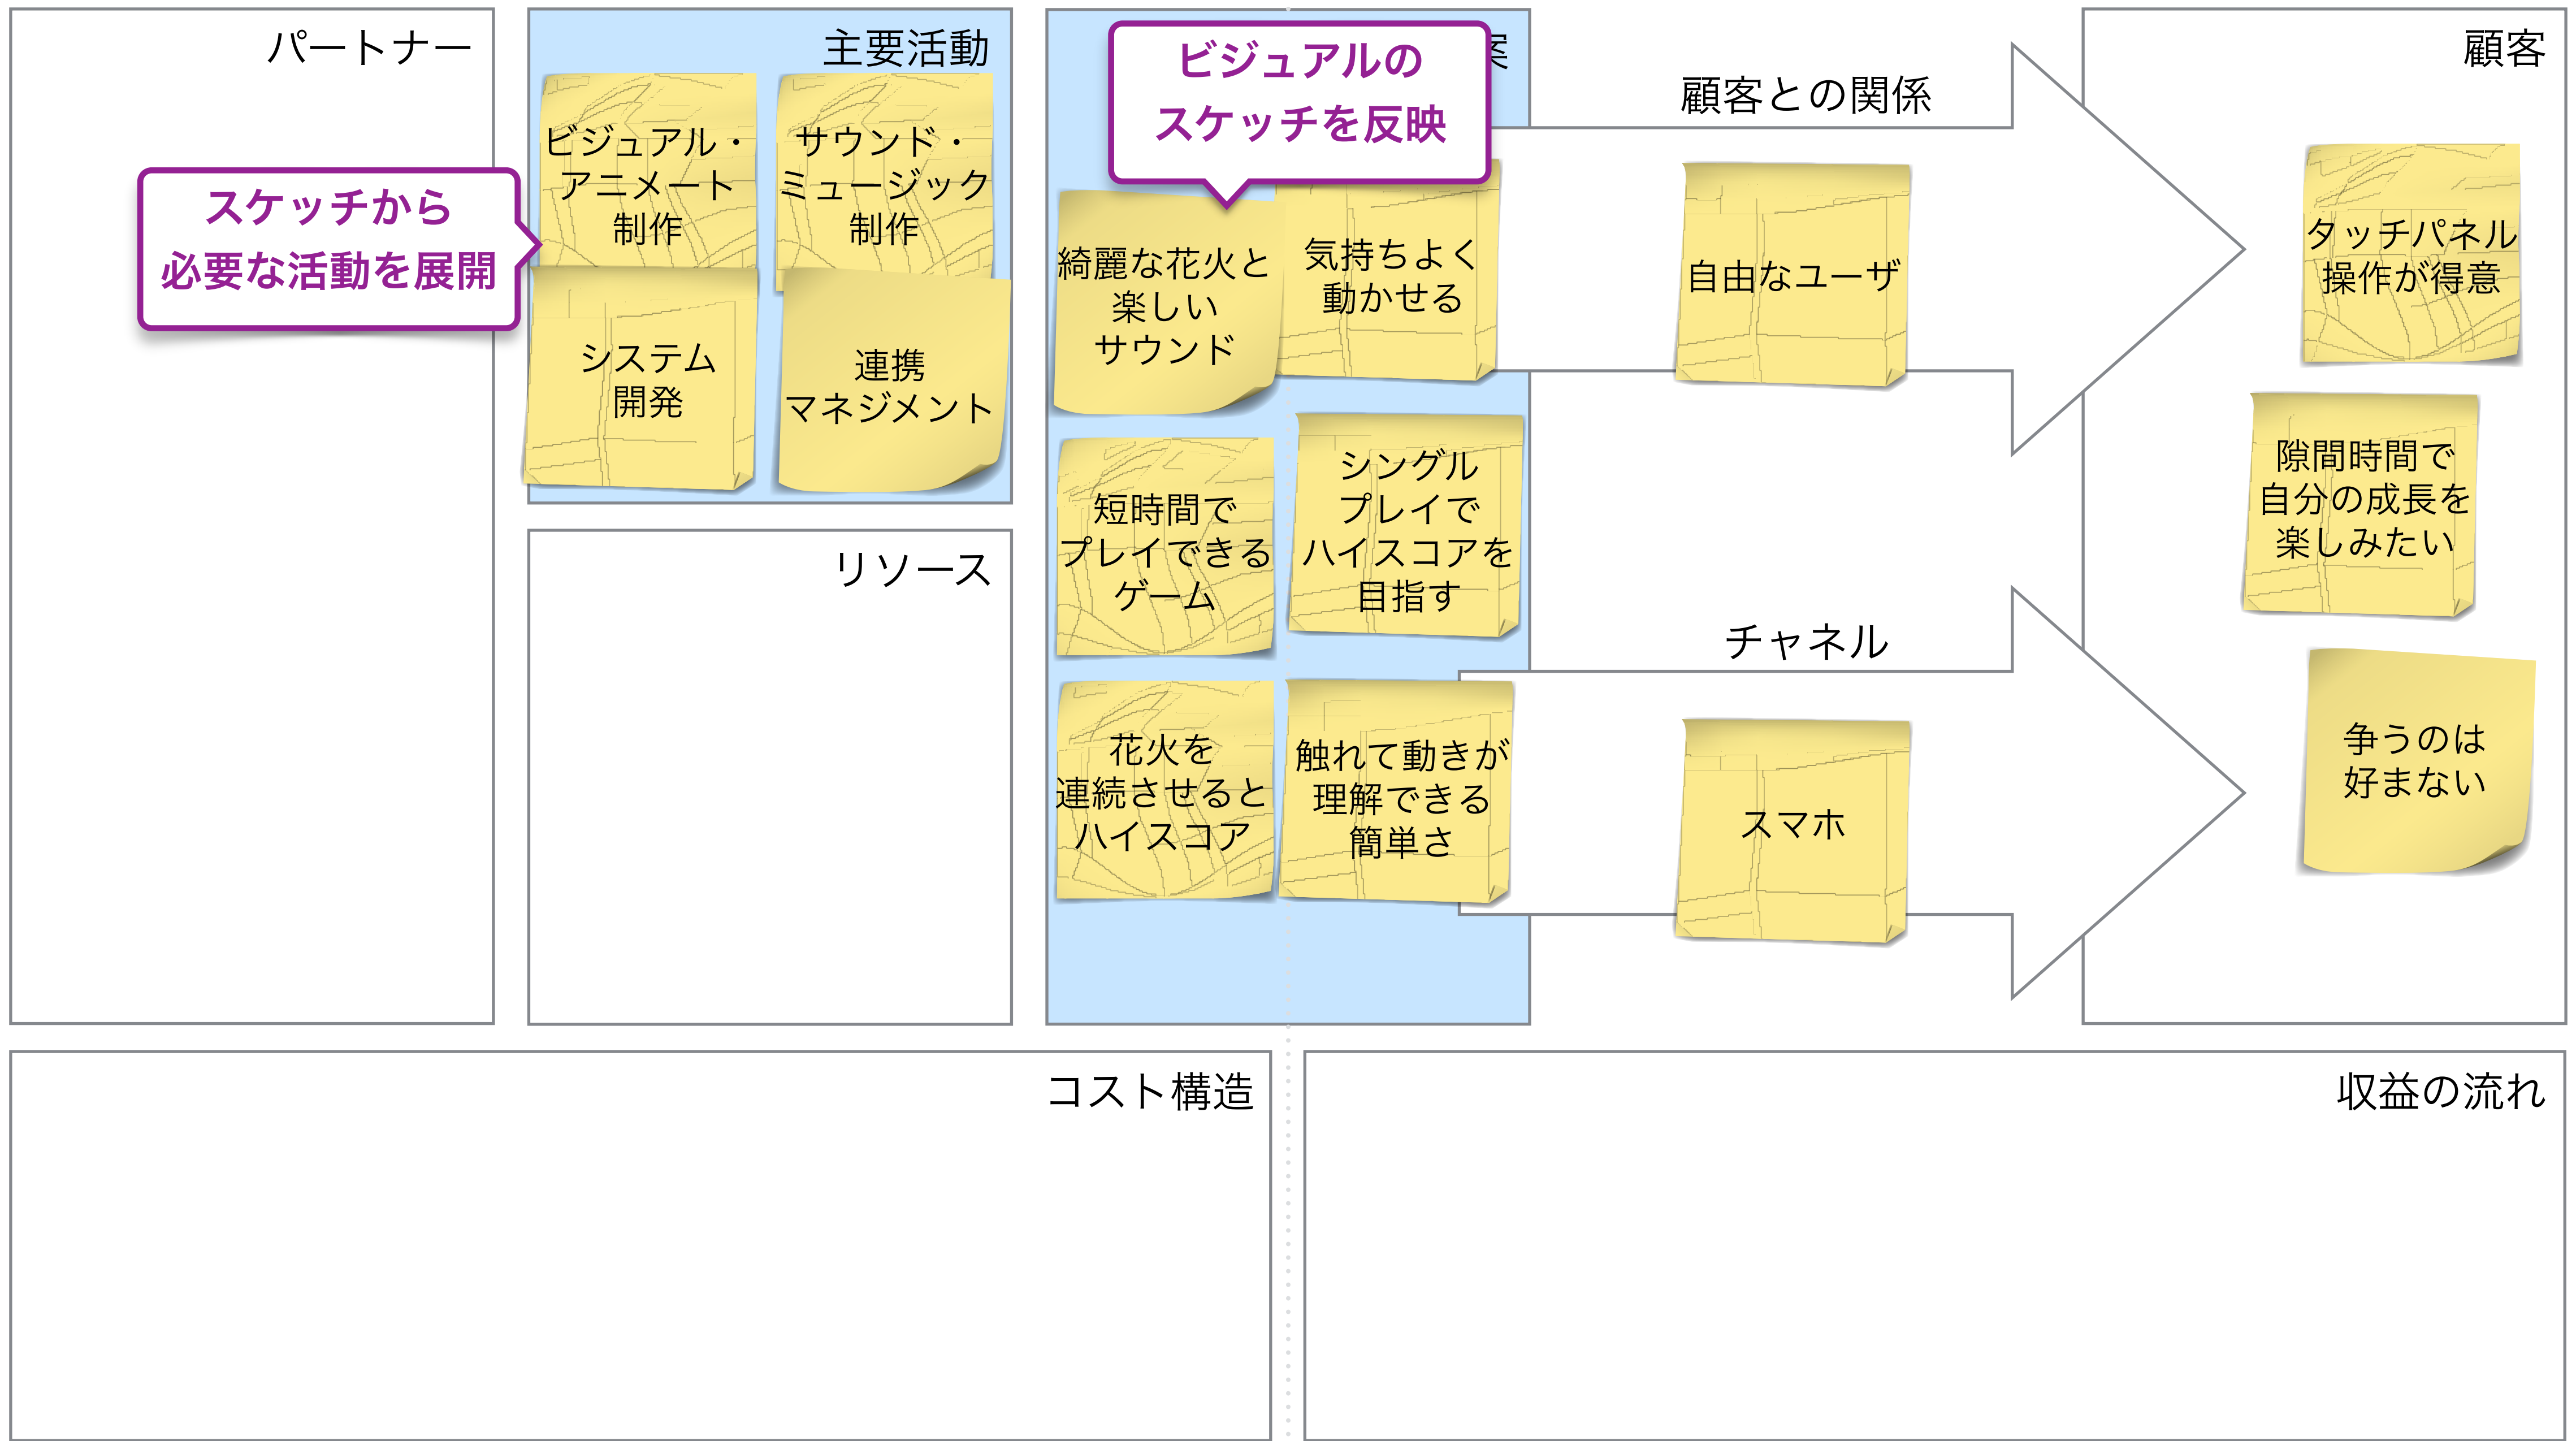 パートナー
スケッチから
必要な活動を展開
主要活動
ビジュアル・
アニメート
制作
サウンド・
ミュージック
制作
システム
開発
連携
マネジメント
リソース
案
ビジュアルの
スケッチを反映
綺麗な花火と
楽しい
サウンド
気持ちよく
動かせる
短時間で
プレイできる
ゲーム
シングル
プレイで
ハイスコアを
目指す
花火を
連続させると
ハイスコア
触れて動きが
理解できる
簡単さ
顧客との関係
自由なユーザ
チャネル
スマホ
顧客
タッチパネル
操作が得意
隙間時間で
自分の成長を
楽しみたい
争うのは
好まない
コスト構造
収益の流れ